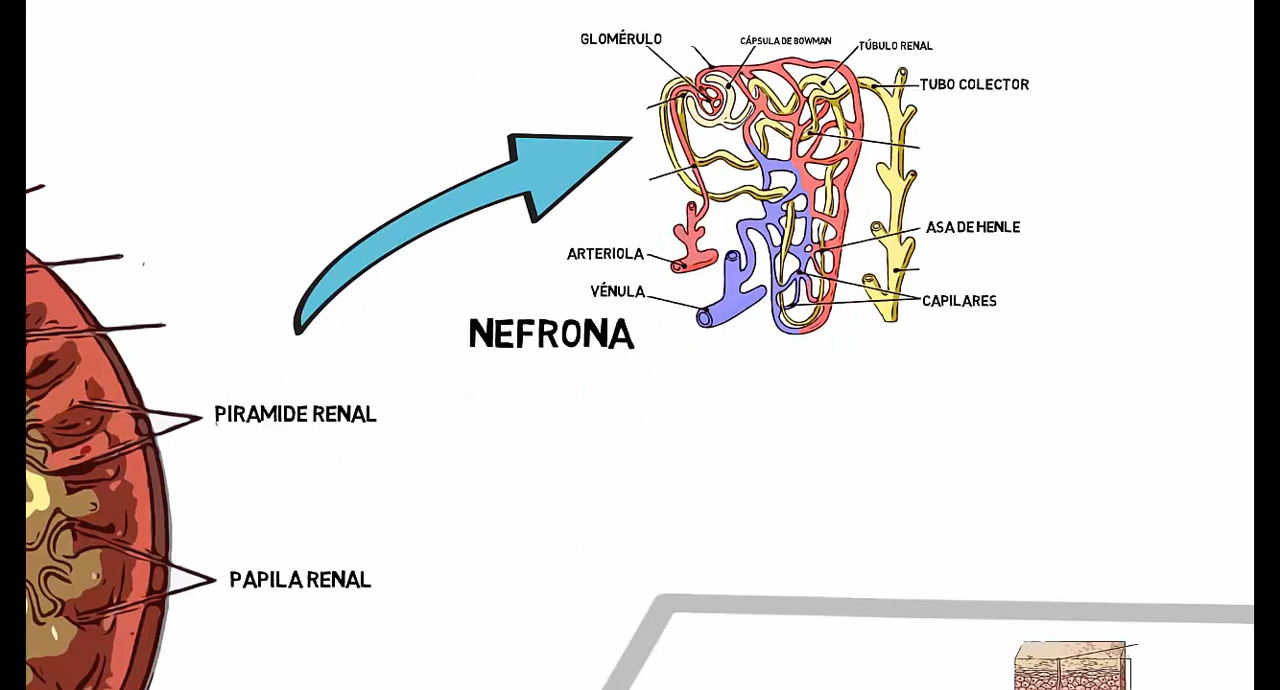 GLOMÉRULO
CÁPSULA DE BOWMAN
TÚBULO RENAL
TUBO COLECTOR
ASA DE HENLE
ARTERIOLA
VÉNULA
CAPILARES
NEFRONA
PIRAMIDE RENAL
PAPILA RENAL